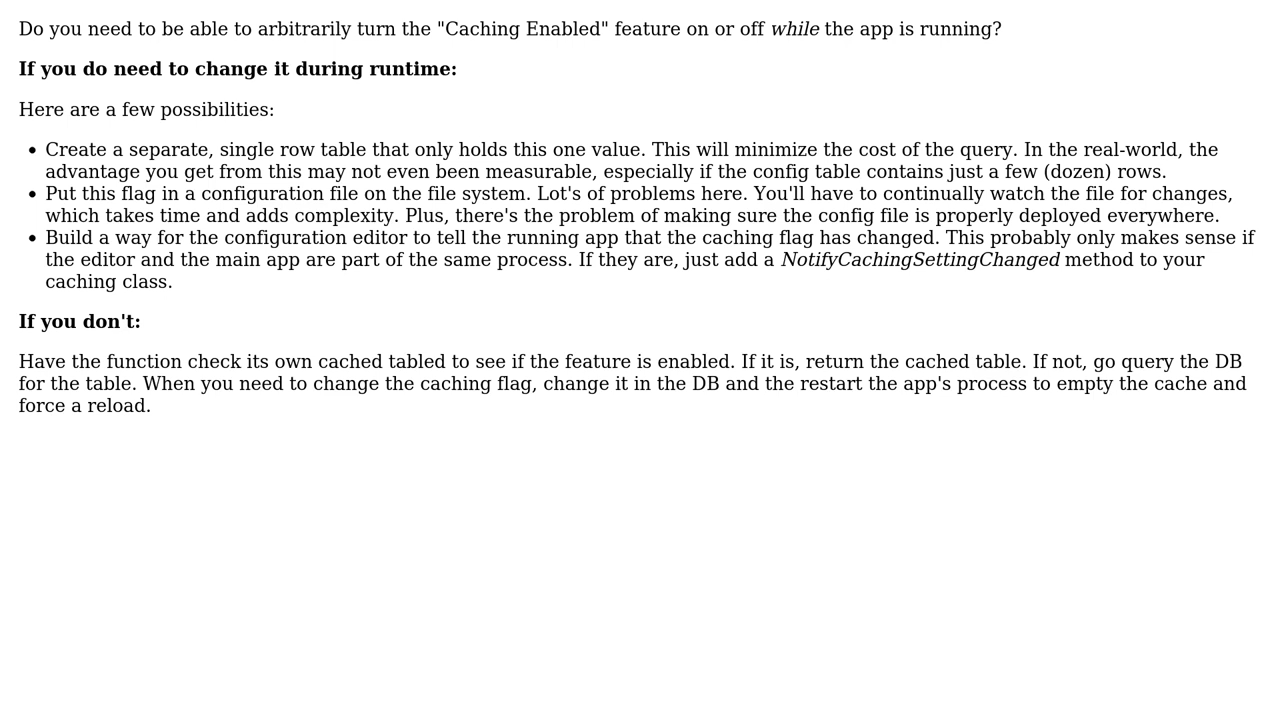 Do you need to be able to arbitrarily turn the "Caching Enabled" feature on or off while the app is running?
If you do need to change it during runtime:
Here are a few possibilities:
• Create a separate, single row table that only holds this one value. This will minimize the cost of the query. In the real-world, the
advantage you get from this may not even been measurable, especially if the config table contains just a few (dozen) rows.
• Put this flag in a configuration file on the file system. Lot's of problems here. You'll have to continually watch the file for changes,
which takes time and adds complexity. Plus, there's the problem of making sure the config file is properly deployed everywhere.
• Build a way for the configuration editor to tell the running app that the caching flag has changed. This probably only makes sense if
the editor and the main app are part of the same process. If they are, just add a NotifyCachingSettingChanged method to your
caching class.
If you don't:
Have the function check its own cached tabled to see if the feature is enabled. If it is, return the cached table. If not, go query the DB
for the table. When you need to change the caching flag, change it in the DB and the restart the app's process to empty the cache and
force a reload.